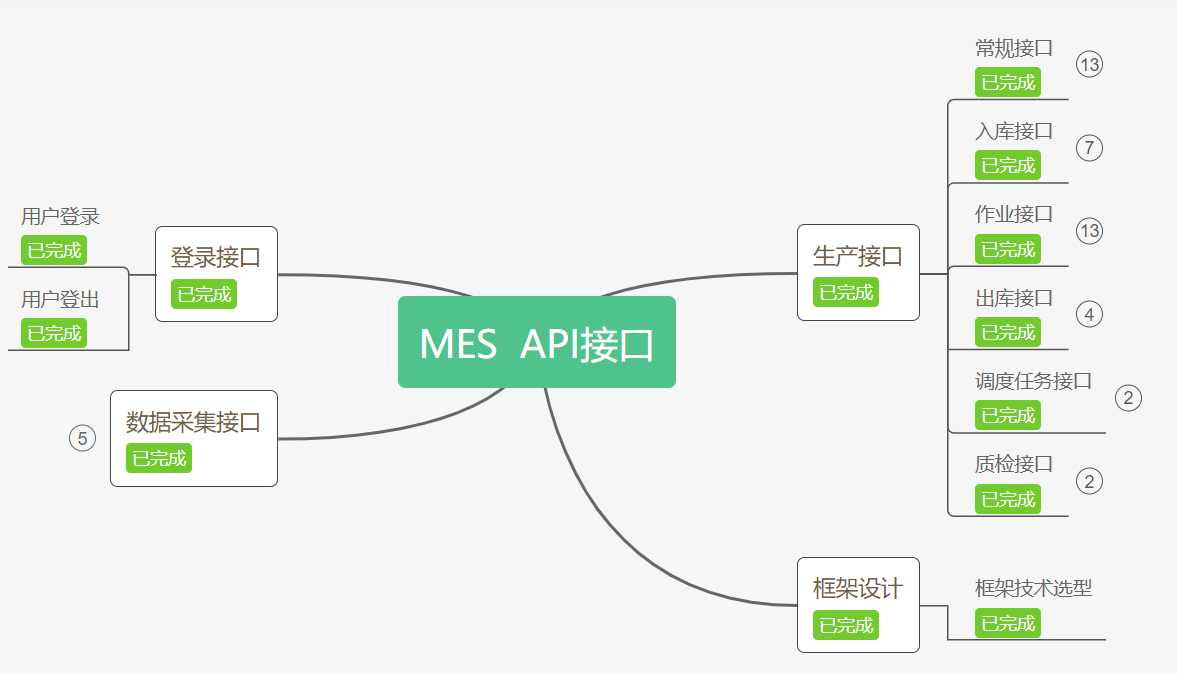 MES API接口
登录接口
已完成
用户登录
已完成
用户登出
已完成
数据采集接口
已完成
5
生产接口
已完成
常规接口
已完成
13
入库接口
已完成
7
作业接口
已完成
13
出库接口
已完成
4
调度任务接口
已完成
2
质检接口
已完成
2
框架设计
已完成
框架技术选型
已完成